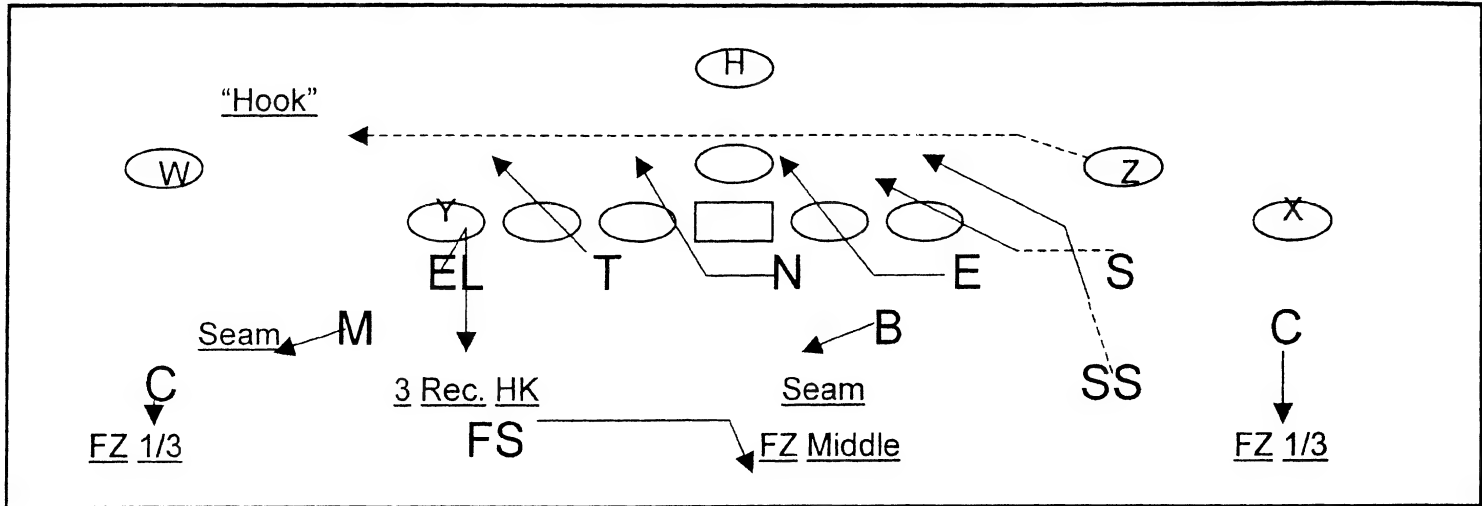 H
“Hook”
W
Z
Y
X
EL T N E S
M B C
Seam
C SS
3 Rec. HK Seam
FS
FZ 1/3 FZ Middle FZ 1/3